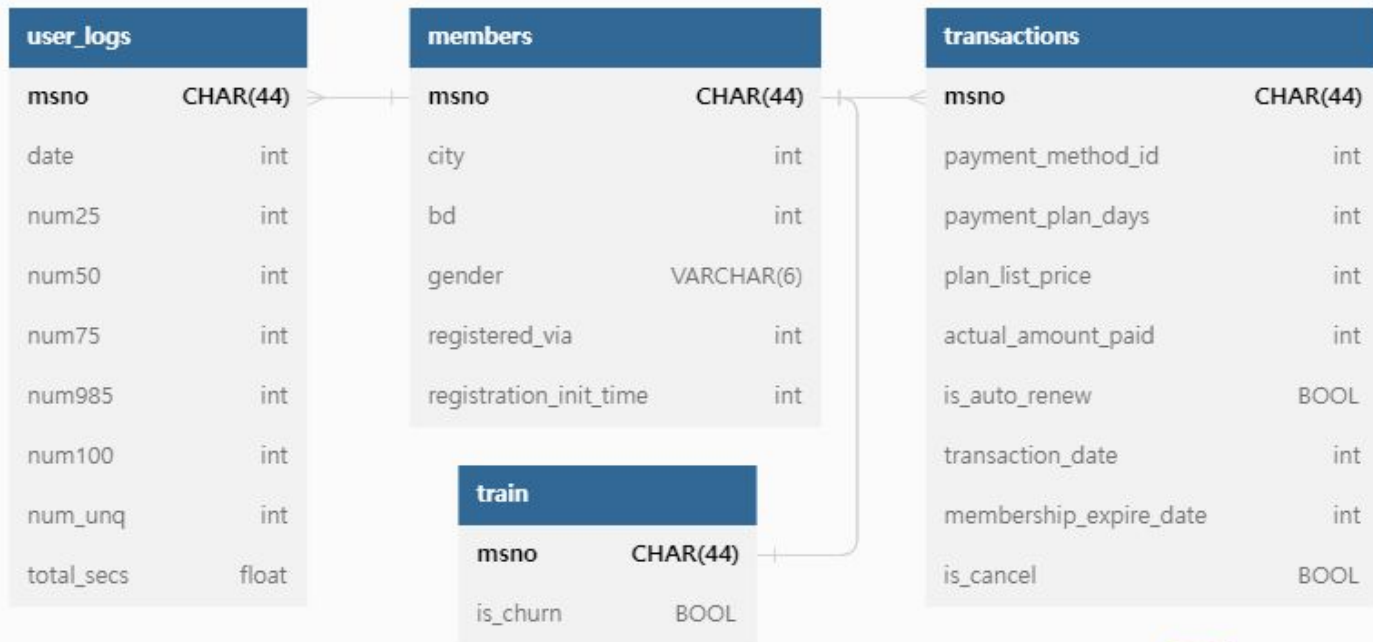 user_logs
msno CHAR(44)
date int
num25 int
num50 int
num75 int
num985 int
num100 int
num_unq int
total_secs float
members
msno CHAR(44)
city int
bd int
gender VARCHAR(6)
registered_via int
registration_init_time int
train
msno CHAR(44)
is_churn BOOL
transactions
msno CHAR(44)
payment_method_id int
payment_plan_days int
plan_list_price int
actual_amount_paid int
is_auto_renew BOOL
transaction_date int
membership_expire_date int
is_cancel BOOL